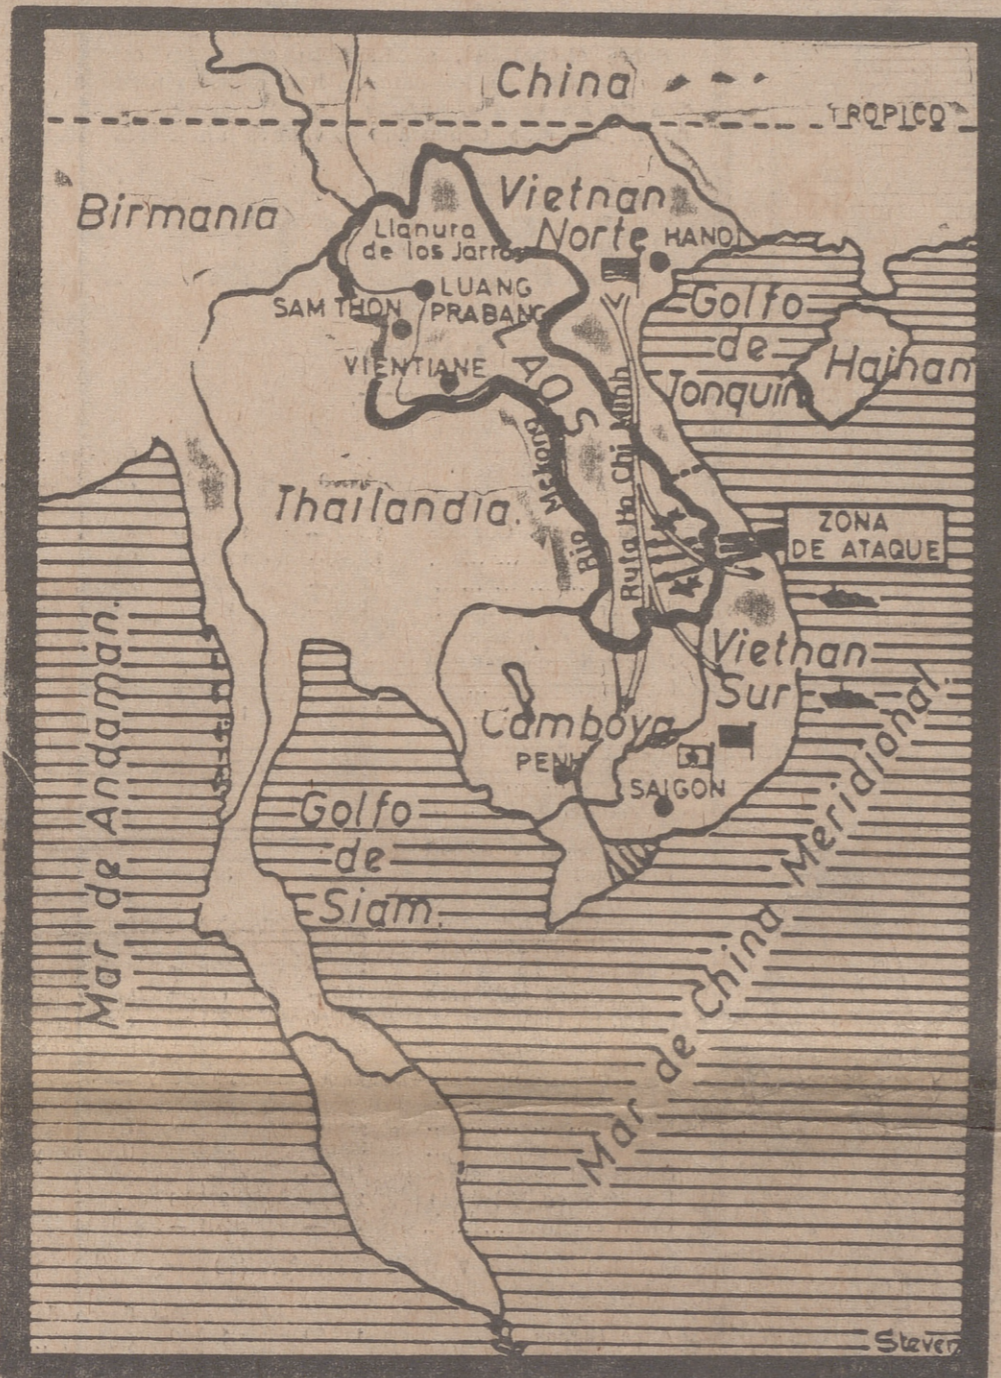 China
TROPICO
Birmania
Vietnan
Norte
HANOI
Llanura
de los Jarros
LUANG
PRABANG
SAM THON
VIENTIANE
LAOS
Golfo
de
Tonquin
Hainan
Thailandia.
Rio Mekong
Ruta Ho Chi Minh
ZONA
DE ATAQUE
Mar de Andaman.
Vietnan
Sur
Camboya
PENH
SAIGON
Golfo
de
Siam.
Mar de China Meridional.
Steven